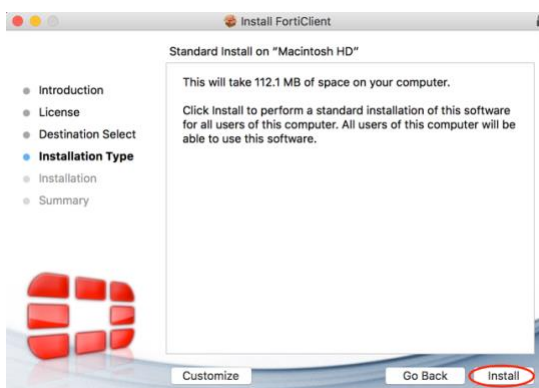 Install FortiClient
Standard Install on "Macintosh HD"
Introduction
License
Destination Select
Installation Type
Installation
Summary
This will take 112.1 MB of space on your computer.
Click Install to perform a standard installation of this software
for all users of this computer. All users of this computer will be
able to use this software.
Customize
Go Back
Install